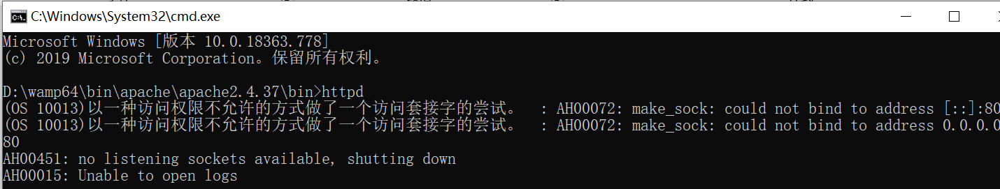 C:\Windows\System32\cmd.exe
Microsoft Windows [版本 10.0.18363.778]
(c) 2019 Microsoft Corporation。保留所有权利。
D:\wamp64\bin\apache\apache2.4.37\bin>httpd
(OS 10013)以一种访问权限不允许的方式做了一个访问套接字的尝试。  : AH00072: make_sock: could not bind to address [::]:80
(OS 10013)以一种访问权限不允许的方式做了一个访问套接字的尝试。  : AH00072: make_sock: could not bind to address 0.0.0.0
80
AH00451: no listening sockets available, shutting down
AH00015: Unable to open logs